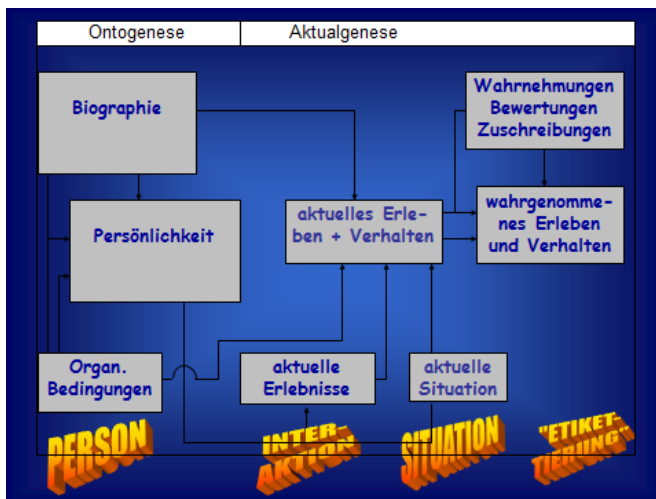 Ontogenese
Aktualgenese
Biographie
Wahrnehmungen
Bewertungen
Zuschreibungen
Persönlichkeit
aktuelles Erle-
ben + Verhalten
wahrgenomme-
nes Erleben
und Verhalten
Organ.
Bedingungen
aktuelle
Erlebnisse
aktuelle
Situation
PERSON
INTER-
AKTION
SITUATION
"ETIKET-
TIERUNG"